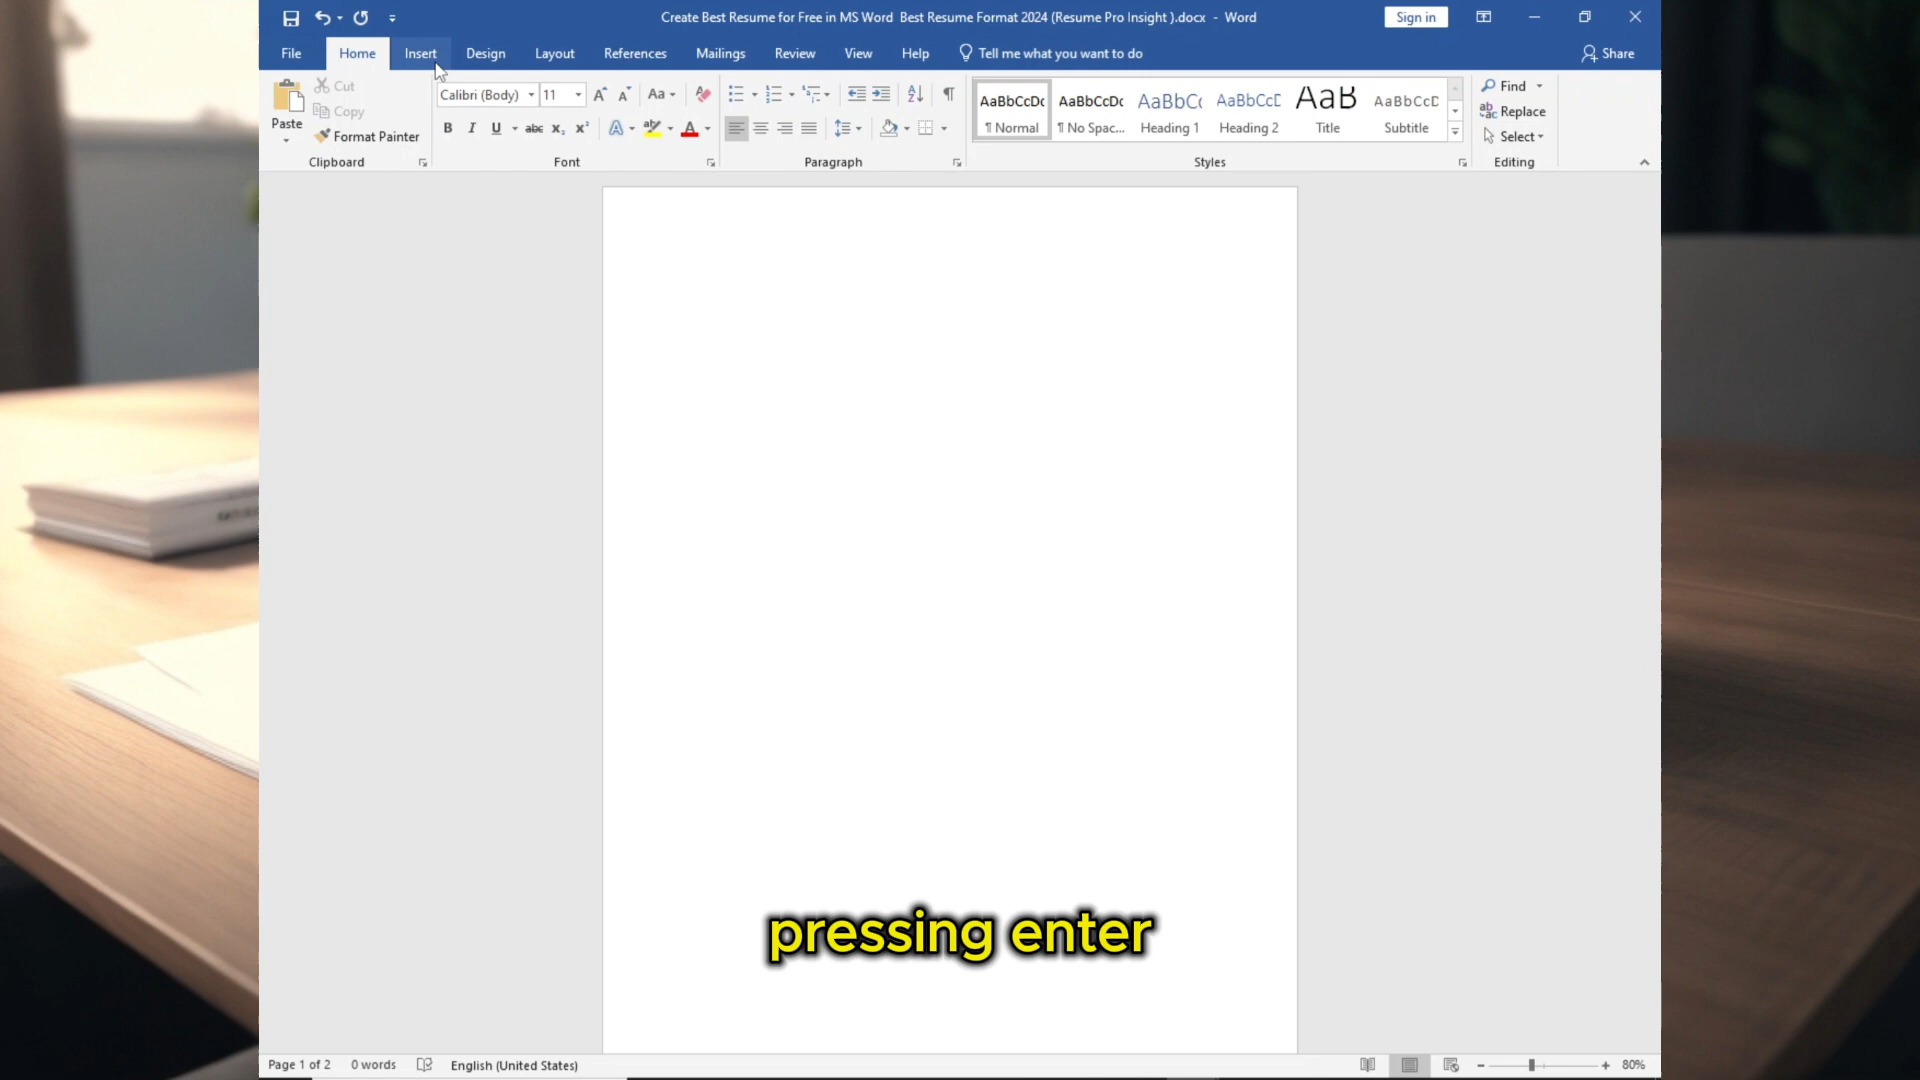 Create Best Resume for Free in MS Word  Best Resume Format 2024 (Resume Pro Insight ).docx  -  Word
Sign in
File
Home
Insert
Design
Layout
References
Mailings
Review
View
Help
Tell me what you want to do
Share
Paste
Cut
Copy
Format Painter
Clipboard
Calibri (Body)
11
Aa
B I U abc x₂ x²
A
A
Font
Paragraph
AaBbCcDc
¶ Normal
AaBbCcDc
¶ No Spac...
AaBbCc
Heading 1
AaBbCcD
Heading 2
AaB
Title
AaBbCcD
Subtitle
Styles
Find
Replace
Select
Editing
pressing enter
Page 1 of 2
0 words
English (United States)
80%